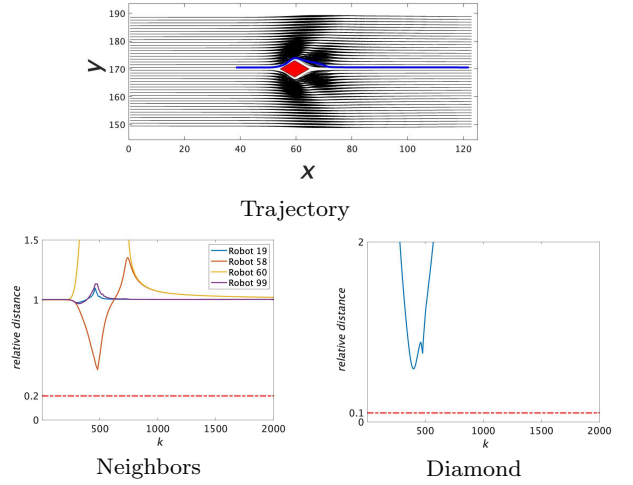 190
180
170
160
150
y
0
20
40
60
80
100
120
x
Trajectory
1.5
1
0.2
0
relative distance
Robot 19
Robot 58
Robot 60
Robot 99
500
1000
1500
2000
k
Neighbors
2
0.1
0
relative distance
500
1000
1500
2000
k
Diamond